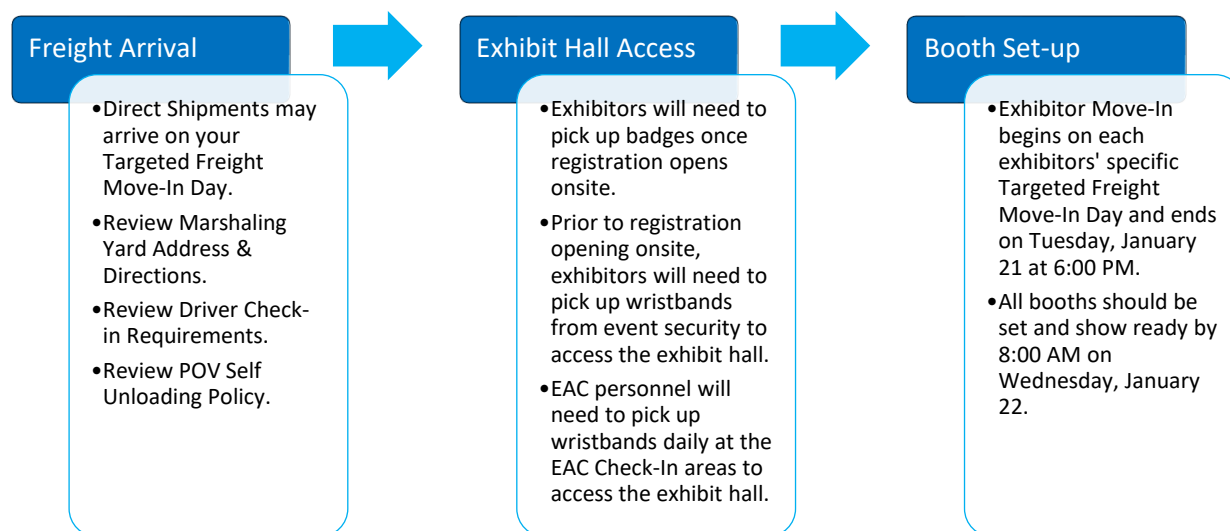 Freight Arrival
•Direct Shipments may
arrive on your
Targeted Freight
Move-In Day.
•Review Marshaling
Yard Address &
Directions.
•Review Driver Check-
in Requirements.
•Review POV Self
Unloading Policy.
Exhibit Hall Access
•Exhibitors will need to
pick up badges once
registration opens
onsite.
•Prior to registration
opening onsite,
exhibitors will need to
pick up wristbands
from event security to
access the exhibit hall.
•EAC personnel will
need to pick up
wristbands daily at the
EAC Check-In areas to
access the exhibit hall.
Booth Set-up
•Exhibitor Move-In
begins on each
exhibitors' specific
Targeted Freight
Move-In Day and ends
on Tuesday, January
21 at 6:00 PM.
•All booths should be
set and show ready by
8:00 AM on
Wednesday, January
22.